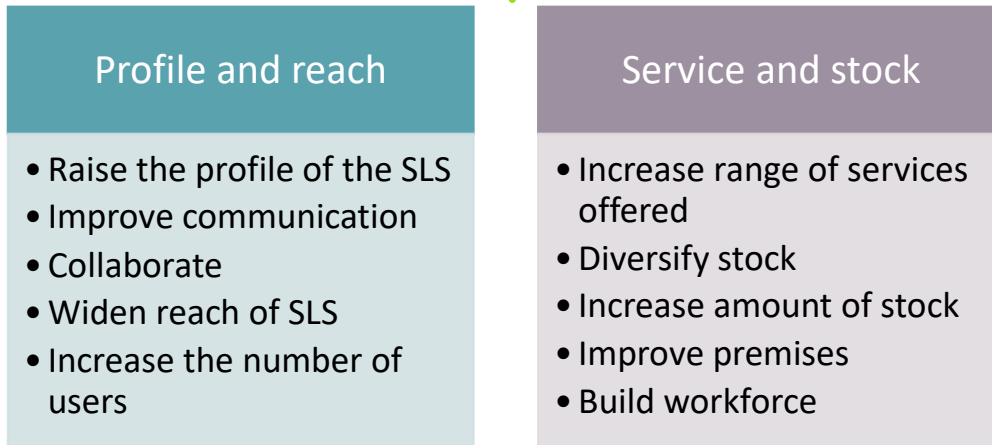 Profile and reach
• Raise the profile of the SLS
• Improve communication
• Collaborate
• Widen reach of SLS
• Increase the number of
users
Service and stock
• Increase range of services
offered
• Diversify stock
• Increase amount of stock
• Improve premises
• Build workforce